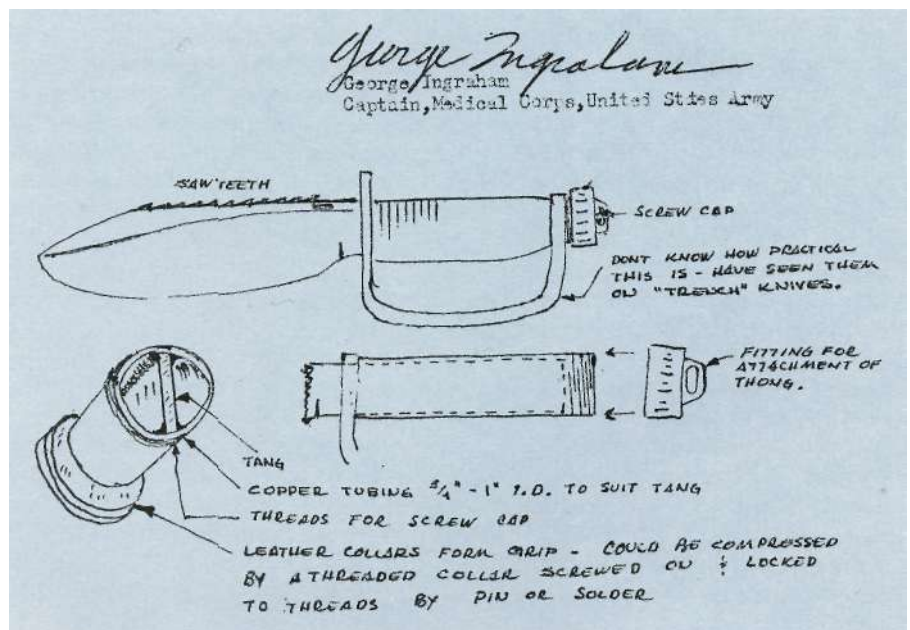 George Ingraham
George Ingraham
Captain,Medical Corps,United Sties Army
SAW TEETH
SCREW CAP
DONT KNOW HOW PRACTICAL
THIS IS - HAVE SEEN THEM
ON "TRENCH" KNIVES.
FITTING FOR
ATTACHMENT OF
THONG.
TANG
COPPER TUBING 3/4" - 1" I.D. TO SUIT TANG
THREADS FOR SCREW CAP
LEATHER COLLARS FORM GRIP - COULD BE COMPRESSED
BY A THREADED COLLAR SCREWED ON & LOCKED
TO THREADS BY PIN OR SOLDER